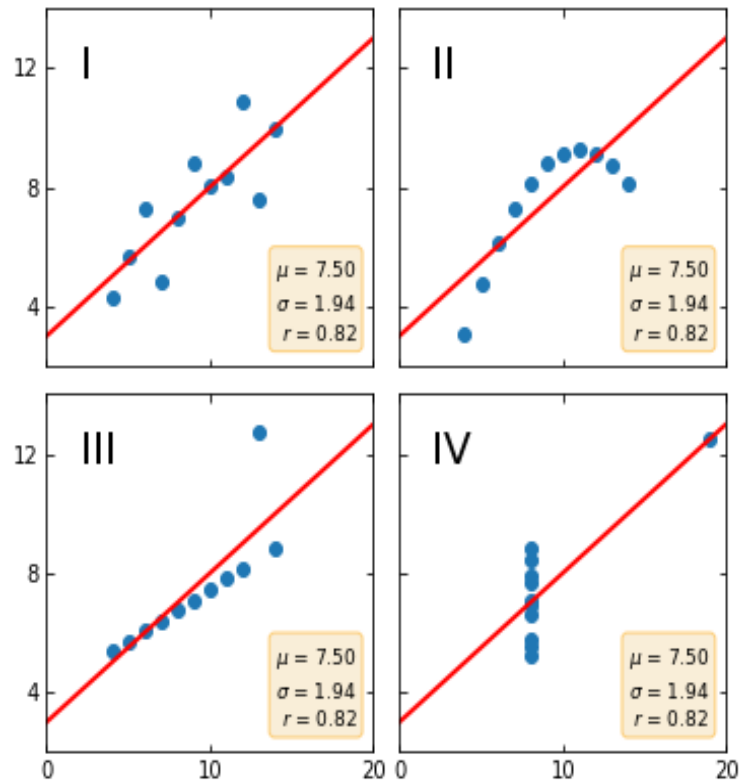 I
II
12
8
4
μ = 7.50
σ = 1.94
r = 0.82
μ = 7.50
σ = 1.94
r = 0.82
III
IV
12
8
4
μ = 7.50
σ = 1.94
r = 0.82
μ = 7.50
σ = 1.94
r = 0.82
0
10
20
0
10
20